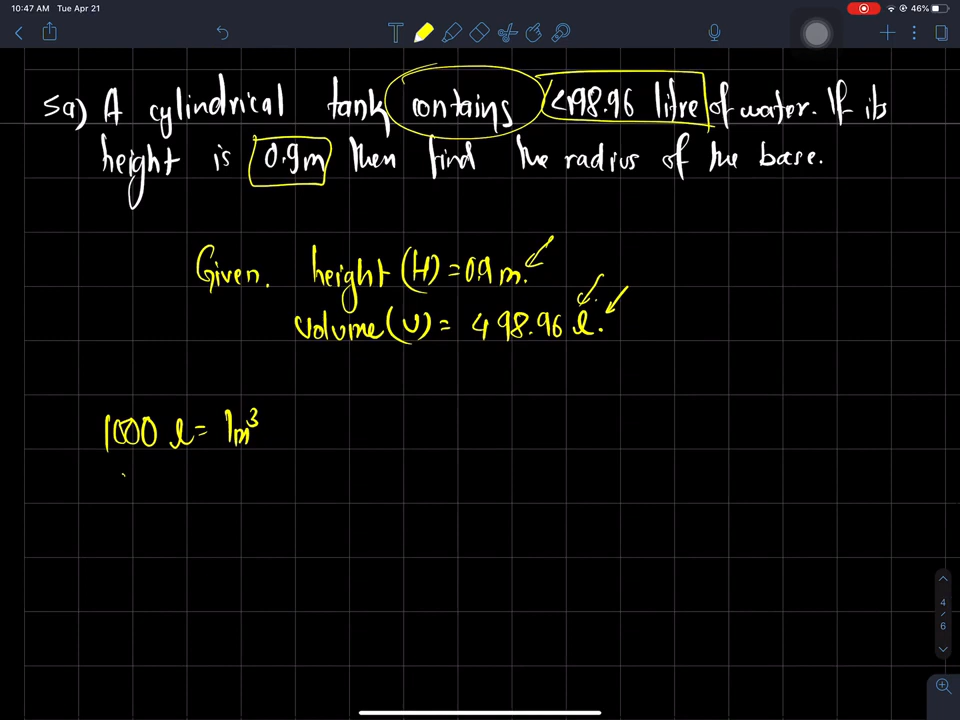 10:47 AM Tue Apr 21
46%
T
5a) A cylindrical tank contains 498.96 litre of water. If its
height is 0.9m then find the radius of the base.
Given. height (H) = 0.9 m.
volume (V) = 498.96 l.
1000 l = 1m³
4
/
6